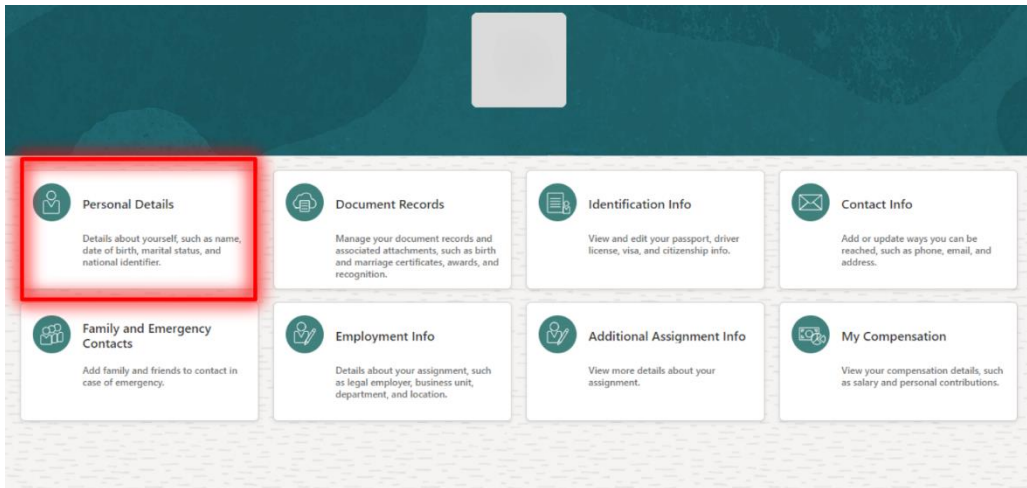 Personal Details
Details about yourself, such as name,
date of birth, marital status, and
national identifier.
Document Records
Manage your document records and
associated attachments, such as birth
and marriage certificates, awards, and
recognition.
Identification Info
View and edit your passport, driver
license, visa, and citizenship info.
Contact Info
Add or update ways you can be
reached, such as phone, email, and
address.
Family and Emergency
Contacts
Add family and friends to contact in
case of emergency.
Employment Info
Details about your assignment, such
as legal employer, business unit,
department, and location.
Additional Assignment Info
View more details about your
assignment.
My Compensation
View your compensation details, such
as salary and personal contributions.